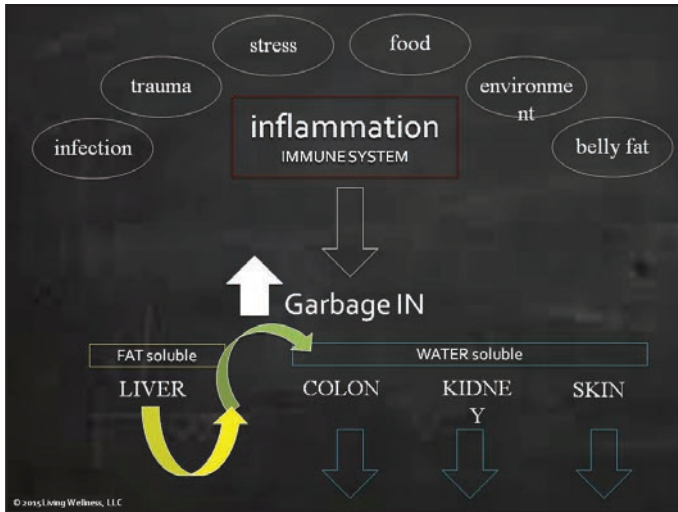 stress
food
trauma
environme
nt
infection
belly fat
inflammation
IMMUNE SYSTEM
Garbage IN
FAT soluble
WATER soluble
LIVER
COLON
KIDNE
Y
SKIN
© 2015 Living Wellness, LLC